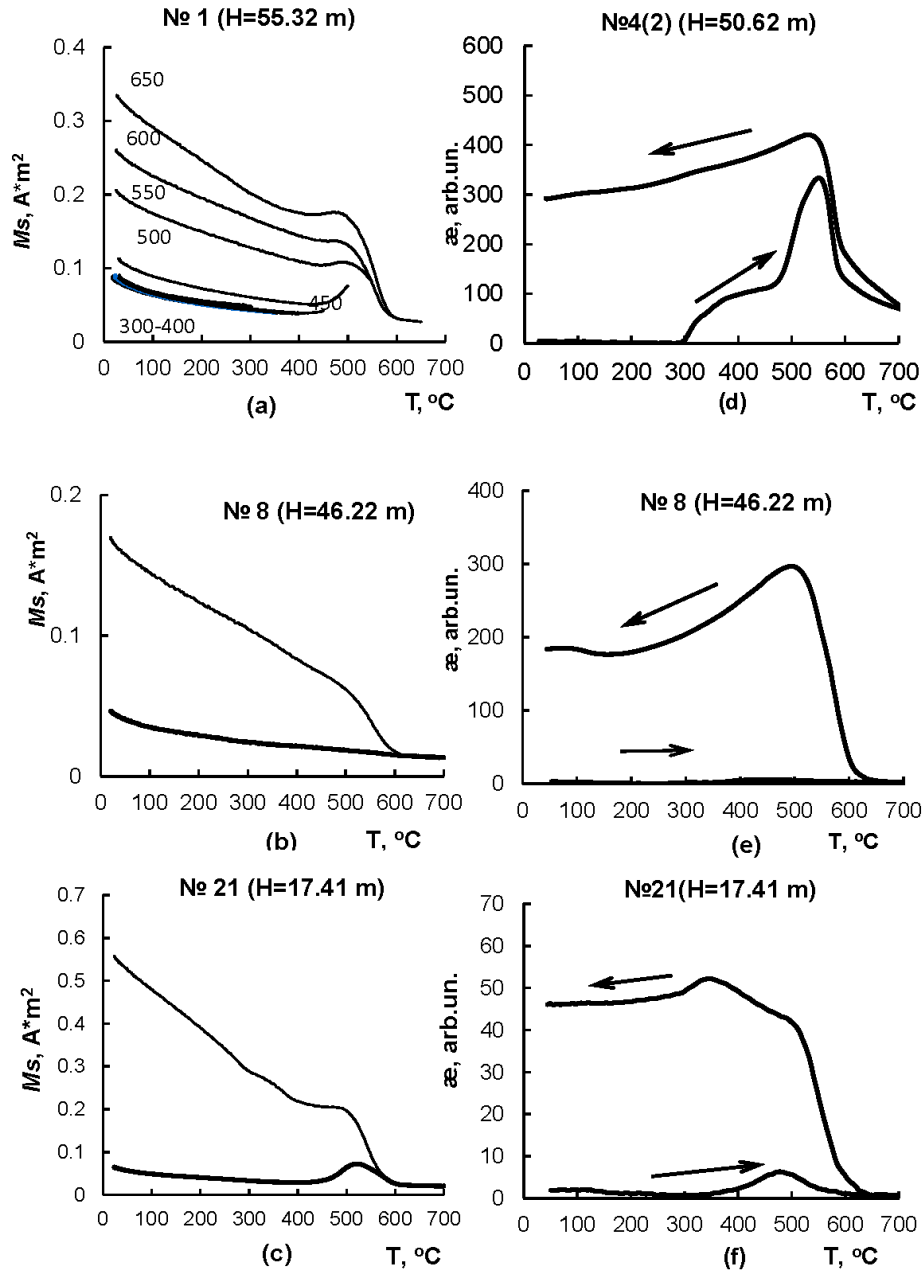 № 1 (H=55.32 m)
0.4
0.3
0.2
0.1
0
Ms, A*m²
650
600
550
500
450
300-400
0 100 200 300 400 500 600 700
(a)
T, ºC
№4(2) (H=50.62 m)
600
500
400
300
200
100
0
æ, arb.un.
0 100 200 300 400 500 600 700
(d)
T, ºC
№ 8 (H=46.22 m)
0.2
0.1
0
Ms, A*m²
0 100 200 300 400 500 600 700
(b)
T, ºC
№ 8 (H=46.22 m)
400
300
200
100
0
æ, arb.un.
0 100 200 300 400 500 600 700
(e)
T, ºC
№ 21 (H=17.41 m)
0.7
0.6
0.5
0.4
0.3
0.2
0.1
0
Ms, A*m²
0 100 200 300 400 500 600 700
(c)
T, ºC
№21(H=17.41 m)
70
60
50
40
30
21
10
0
æ, arb.un.
0 100 200 300 400 500 600 700
(f)
T, ºC